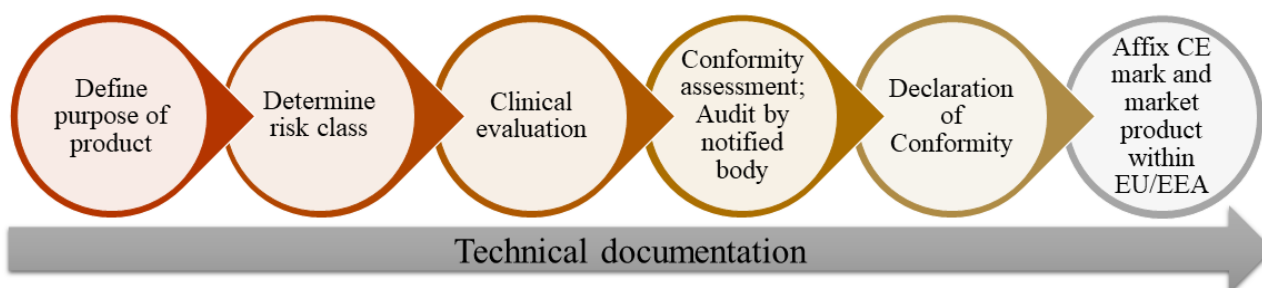 Define
purpose of
product
Determine
risk class
Clinical
evaluation
Conformity
assessment;
Audit by
notified
body
Declaration
of
Conformity
Affix CE
mark and
market
product
within
EU/EEA
Technical documentation